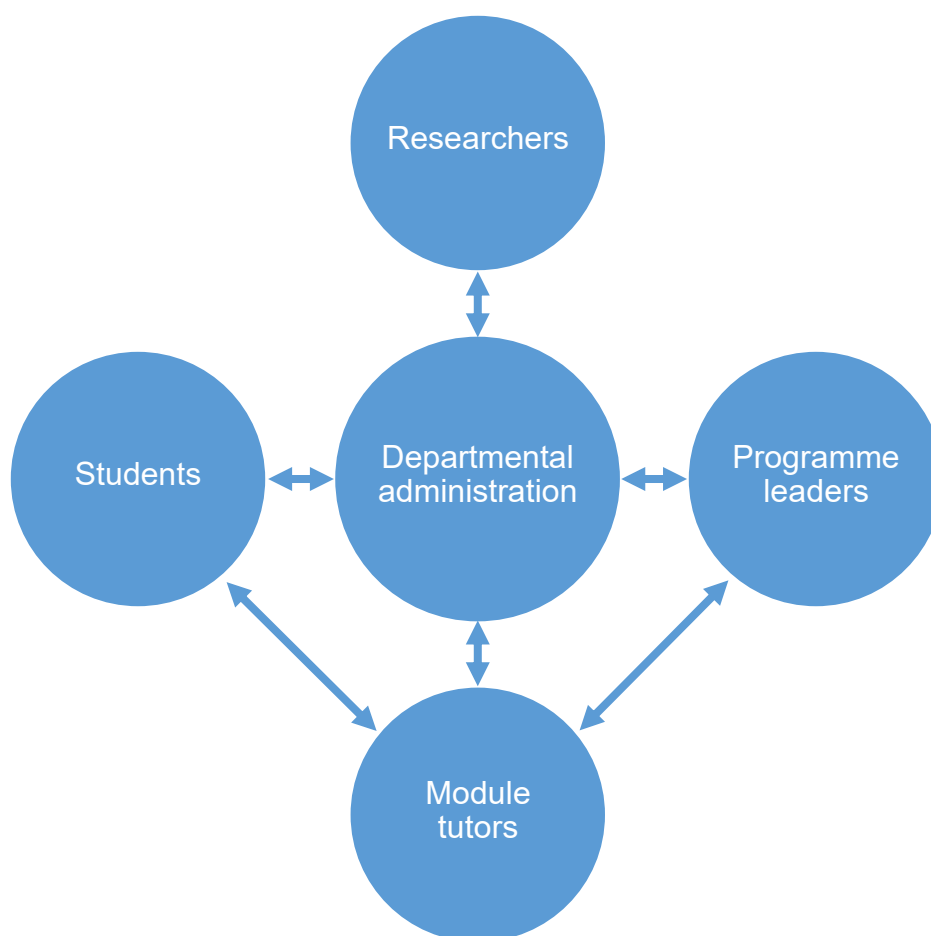 Researchers
Students
Departmental
administration
Programme
leaders
Module
tutors